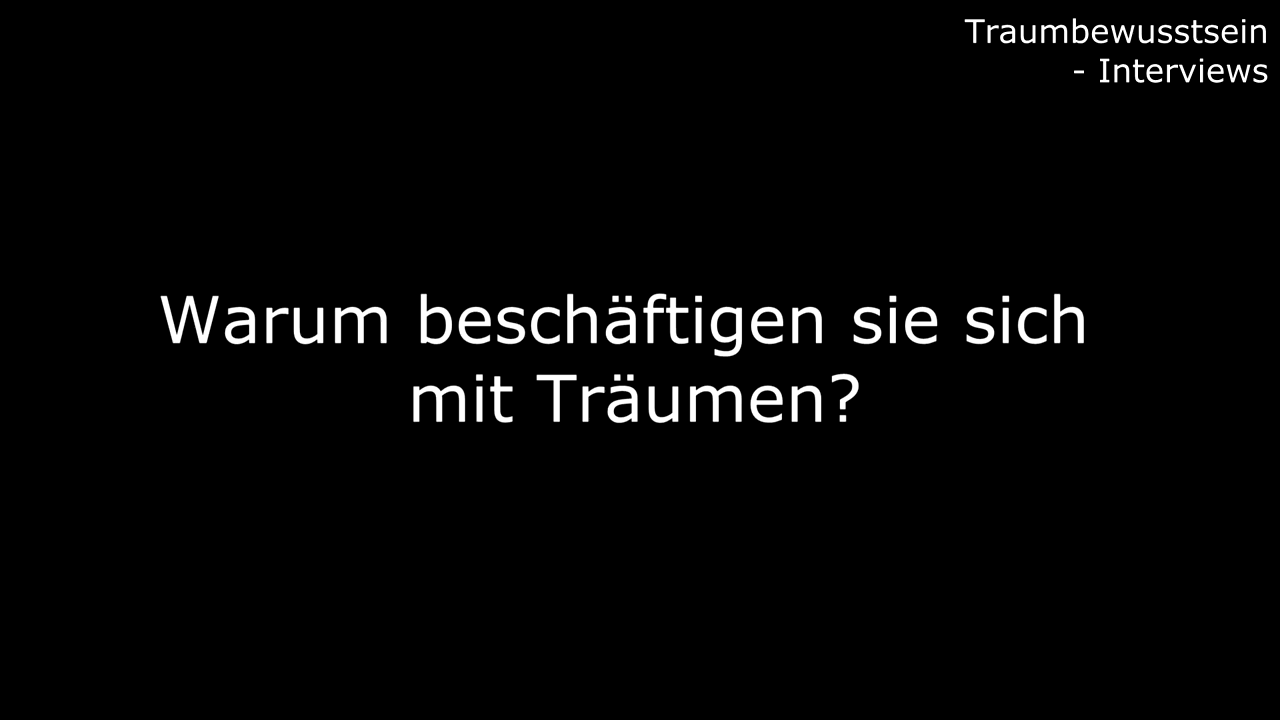 Traumbewusstsein
- Interviews
Warum beschäftigen sie sich
mit Träumen?